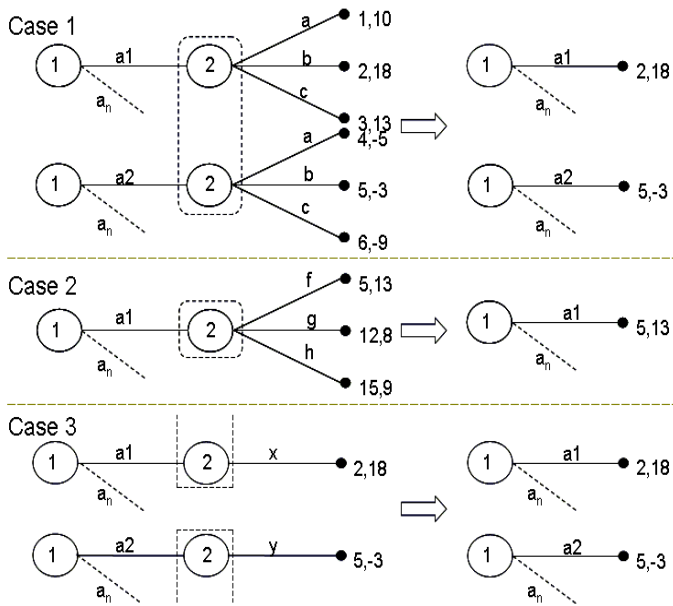 Case 1
1
a1
aₙ
2
a
b
c
1,10
2,18
3,13
1
a1
aₙ
2,18
1
a2
aₙ
2
a
b
c
4,-5
5,-3
6,-9
1
a2
aₙ
5,-3
Case 2
1
a1
aₙ
2
f
g
h
5,13
12,8
15,9
1
a1
aₙ
5,13
Case 3
1
a1
aₙ
2
x
2,18
1
a1
aₙ
2,18
1
a2
aₙ
2
y
5,-3
1
a2
aₙ
5,-3